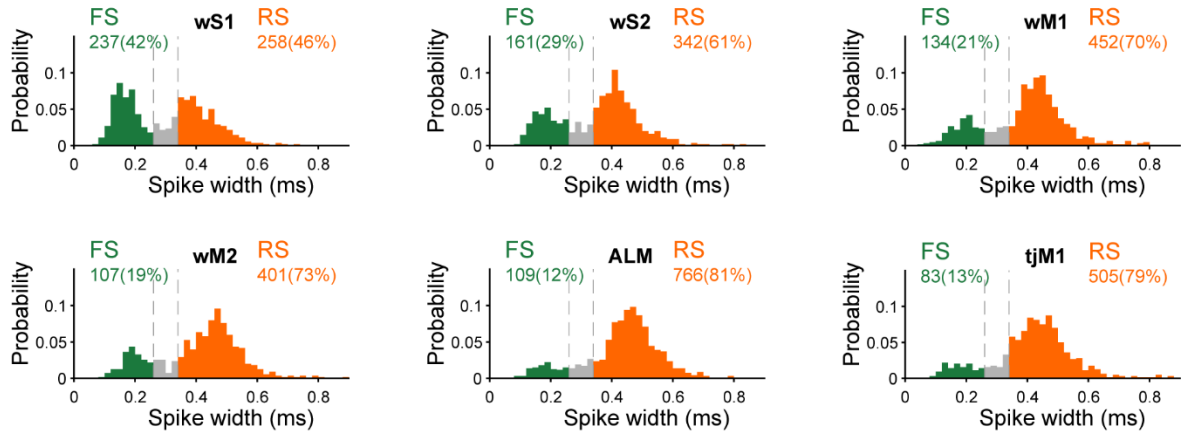 FS wS1 RS
237(42%) 258(46%)
Probability
0.1
0.05
0
0 0.2 0.4 0.6 0.8
Spike width (ms)
FS wS2 RS
161(29%) 342(61%)
Probability
0.1
0.05
0
0 0.2 0.4 0.6 0.8
Spike width (ms)
FS wM1 RS
134(21%) 452(70%)
Probability
0.1
0.05
0
0 0.2 0.4 0.6 0.8
Spike width (ms)
FS wM2 RS
107(19%) 401(73%)
Probability
0.1
0.05
0
0 0.2 0.4 0.6 0.8
Spike width (ms)
FS ALM RS
109(12%) 766(81%)
Probability
0.1
0.05
0
0 0.2 0.4 0.6 0.8
Spike width (ms)
FS tjM1 RS
83(13%) 505(79%)
Probability
0.1
0.05
0
0 0.2 0.4 0.6 0.8
Spike width (ms)